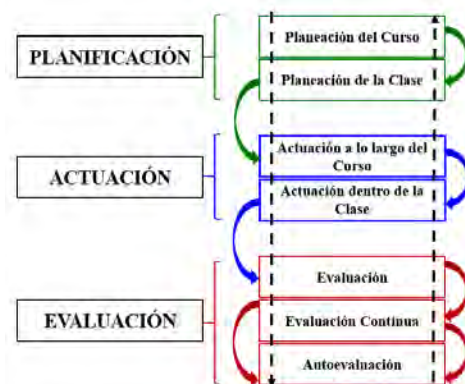 PLANIFICACIÓN
Planeación del Curso
Planeación de la Clase
ACTUACIÓN
Actuación a lo largo del
Curso
Actuación dentro de la
Clase
EVALUACIÓN
Evaluación
Evaluación Contínua
Autoevaluación